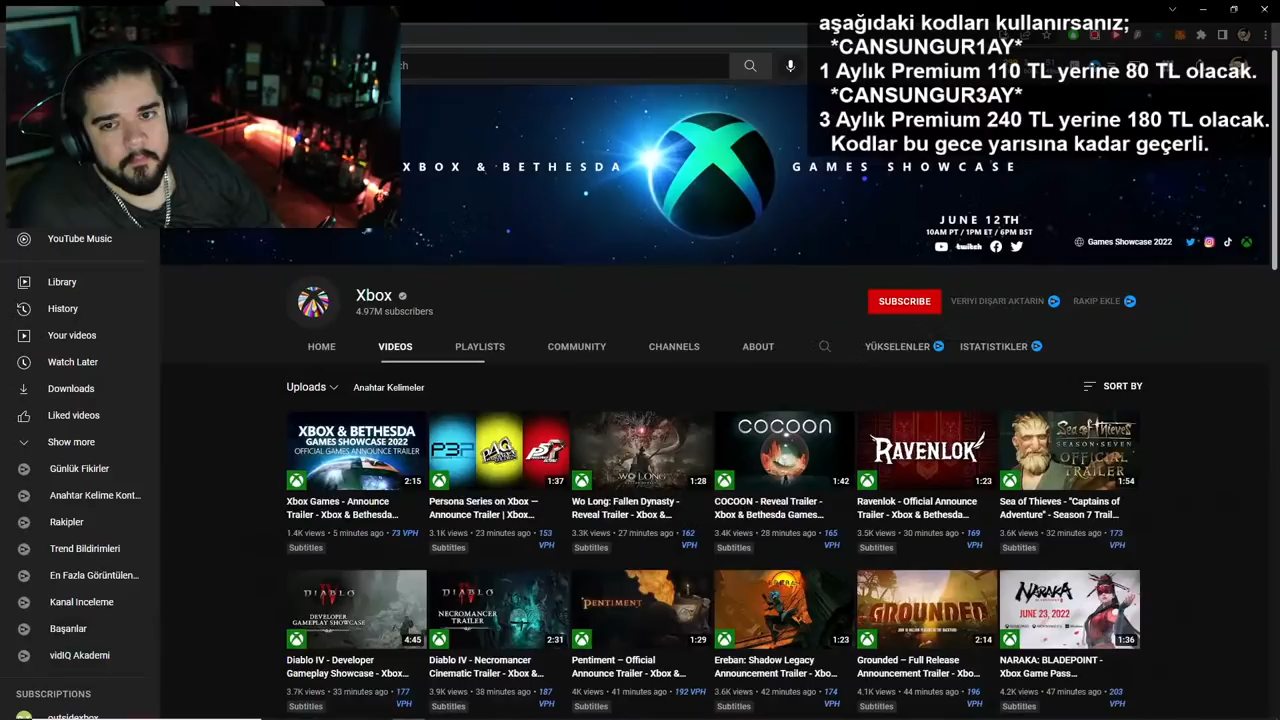 aşağıdaki kodları kullanırsanız;
*CANSUNGUR1AY*
1 Aylık Premium 110 TL yerine 80 TL olacak.
*CANSUNGUR3AY*
3 Aylık Premium 240 TL yerine 180 TL olacak.
Kodlar bu gece yarısına kadar geçerli.
XBOX & BETHESDA GAMES SHOWCASE
JUNE 12TH
10AM PT / 1PM ET / 6PM BST
twitch
Games Showcase 2022
YouTube Music
Library
History
Your videos
Watch Later
Downloads
Liked videos
Show more
Günlük Fikirler
Anahtar Kelime Kont...
Rakipler
Trend Bildirimleri
En Fazla Görüntülen...
Kanal Inceleme
Başarılar
vidIQ Akademi
SUBSCRIPTIONS
outsidexbox
Xbox
4.97M subscribers
SUBSCRIBE
VERIYI DIŞARI AKTARIN
RAKIP EKLE
HOME
VIDEOS
PLAYLISTS
COMMUNITY
CHANNELS
ABOUT
YÜKSELENLER
ISTATISTIKLER
Uploads
Anahtar Kelimeler
SORT BY
XBOX & BETHESDA
GAMES SHOWCASE 2022
OFFICIAL GAMES ANNOUNCE TRAILER
2:15
Xbox Games - Announce
Trailer - Xbox & Bethesda...
1.4K views • 5 minutes ago • 73 VPH
Subtitles
P3P
P4G
P5R
1:37
Persona Series on Xbox —
Announce Trailer | Xbox...
3.1K views • 23 minutes ago • 153
VPH
Subtitles
WO LONG
1:28
Wo Long: Fallen Dynasty -
Reveal Trailer - Xbox &...
3.3K views • 27 minutes ago • 162
VPH
Subtitles
COCOON
1:42
COCOON - Reveal Trailer -
Xbox & Bethesda Games...
3.4K views • 28 minutes ago • 165
VPH
Subtitles
RAVENLOK
1:23
Ravenlok - Official Announce
Trailer - Xbox & Bethesda...
3.5K views • 30 minutes ago • 169
VPH
Subtitles
Sea of Thieves
SEASON SEVEN
OFFICIAL
TRAILER
1:54
Sea of Thieves - "Captains of
Adventure" - Season 7 Trail...
3.6K views • 32 minutes ago • 173
VPH
Subtitles
DIABLO IV
DEVELOPER
GAMEPLAY SHOWCASE
4:45
Diablo IV - Developer
Gameplay Showcase - Xbox...
3.7K views • 33 minutes ago • 177
VPH
DIABLO IV
NECROMANCER
TRAILER
2:31
Diablo IV - Necromancer
Cinematic Trailer - Xbox &...
3.9K views • 38 minutes ago • 187
VPH
PENTIMENT
1:29
Pentiment – Official
Announce Trailer - Xbox &...
4K views • 41 minutes ago • 192 VPH
EREBAN
1:23
Ereban: Shadow Legacy
Announcement Trailer - Xbo...
3.6K views • 42 minutes ago • 174
VPH
GROUNDED
2:14
Grounded – Full Release
Announcement Trailer - Xbo...
4.1K views • 44 minutes ago • 196
VPH
NARAKA
JUNE 23, 2022
1:36
NARAKA: BLADEPOINT -
Xbox Game Pass...
4.2K views • 47 minutes ago • 203
VPH